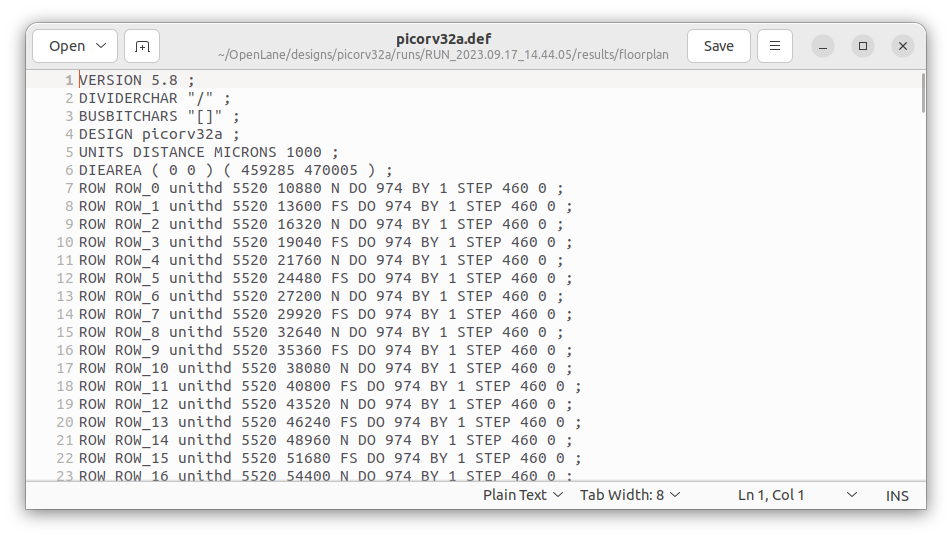 Open
picorv32a.def
~/OpenLane/designs/picorv32a/runs/RUN_2023.09.17_14.44.05/results/floorplan
Save
1 VERSION 5.8 ;
2 DIVIDERCHAR "/" ;
3 BUSBITCHARS "[]" ;
4 DESIGN picorv32a ;
5 UNITS DISTANCE MICRONS 1000 ;
6 DIEAREA ( 0 0 ) ( 459285 470005 ) ;
7 ROW ROW_0 unithd 5520 10880 N DO 974 BY 1 STEP 460 0 ;
8 ROW ROW_1 unithd 5520 13600 FS DO 974 BY 1 STEP 460 0 ;
9 ROW ROW_2 unithd 5520 16320 N DO 974 BY 1 STEP 460 0 ;
10 ROW ROW_3 unithd 5520 19040 FS DO 974 BY 1 STEP 460 0 ;
11 ROW ROW_4 unithd 5520 21760 N DO 974 BY 1 STEP 460 0 ;
12 ROW ROW_5 unithd 5520 24480 FS DO 974 BY 1 STEP 460 0 ;
13 ROW ROW_6 unithd 5520 27200 N DO 974 BY 1 STEP 460 0 ;
14 ROW ROW_7 unithd 5520 29920 FS DO 974 BY 1 STEP 460 0 ;
15 ROW ROW_8 unithd 5520 32640 N DO 974 BY 1 STEP 460 0 ;
16 ROW ROW_9 unithd 5520 35360 FS DO 974 BY 1 STEP 460 0 ;
17 ROW ROW_10 unithd 5520 38080 N DO 974 BY 1 STEP 460 0 ;
18 ROW ROW_11 unithd 5520 40800 FS DO 974 BY 1 STEP 460 0 ;
19 ROW ROW_12 unithd 5520 43520 N DO 974 BY 1 STEP 460 0 ;
20 ROW ROW_13 unithd 5520 46240 FS DO 974 BY 1 STEP 460 0 ;
21 ROW ROW_14 unithd 5520 48960 N DO 974 BY 1 STEP 460 0 ;
22 ROW ROW_15 unithd 5520 51680 FS DO 974 BY 1 STEP 460 0 ;
23 ROW ROW_16 unithd 5520 54400 N DO 974 BY 1 STEP 460 0 ;
Plain Text Tab Width: 8 Ln 1, Col 1 INS